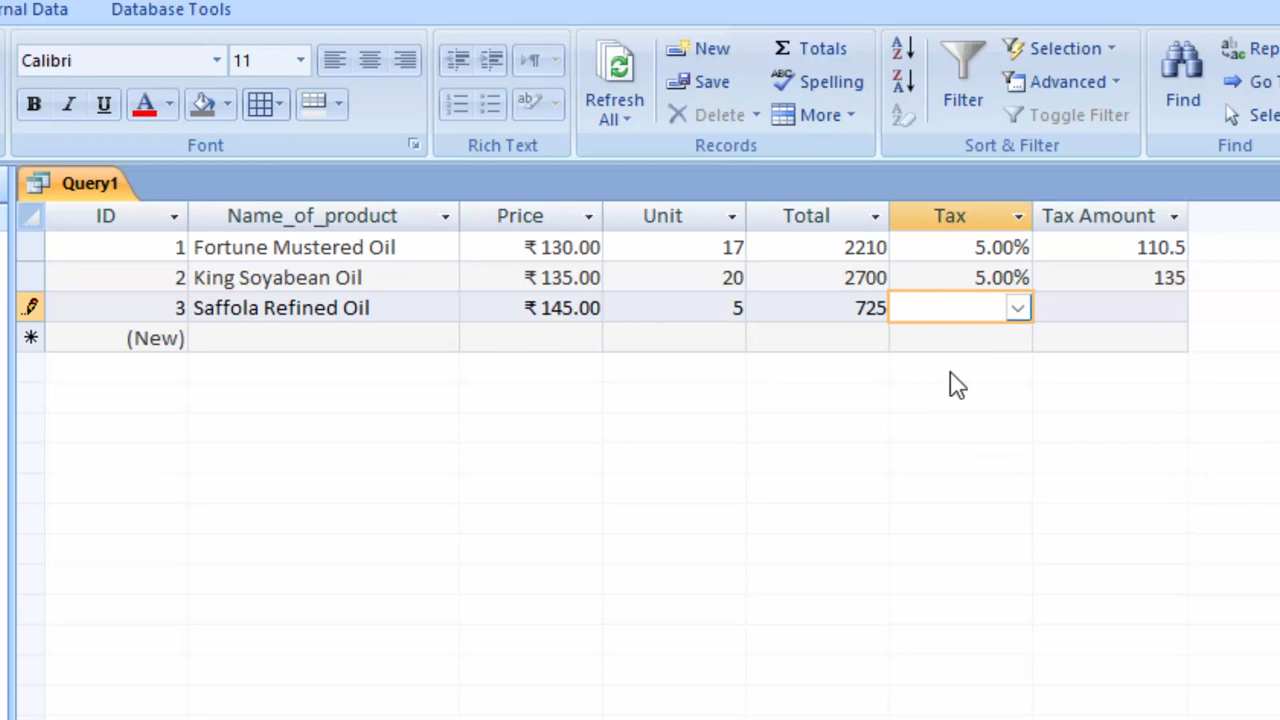 rnal Data Database Tools
Calibri 11 New Totals Selection Rep
Save Spelling Advanced Go T
B I U A Refresh All Delete More Filter Toggle Filter Find Sele
Font Rich Text Records Sort & Filter Find
Query1
ID Name_of_product Price Unit Total Tax Tax Amount
1 Fortune Mustered Oil ₹ 130.00 17 2210 5.00% 110.5
2 King Soyabean Oil ₹ 135.00 20 2700 5.00% 135
3 Saffola Refined Oil ₹ 145.00 5 725
(New)